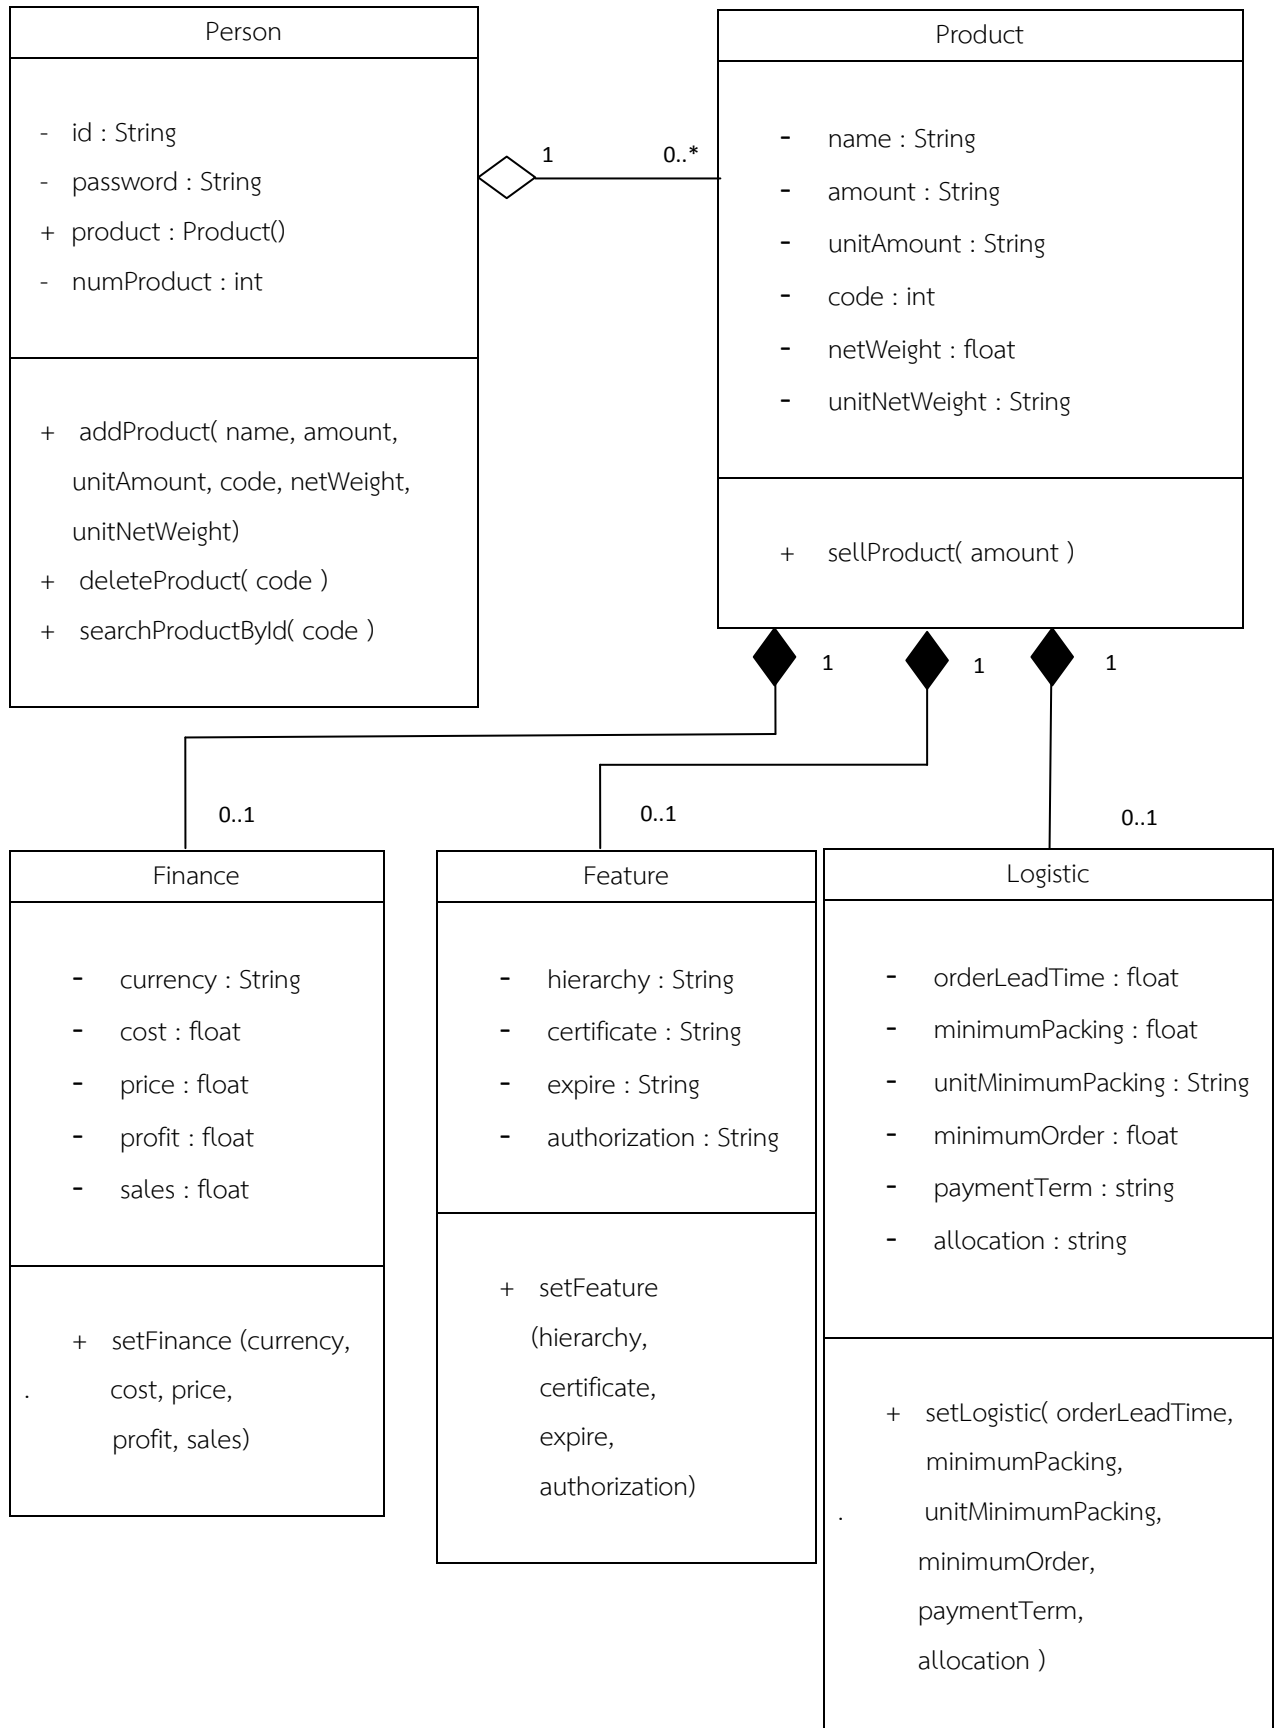 Person
- id : String
- password : String
+ product : Product()
- numProduct : int
+ addProduct( name, amount,
unitAmount, code, netWeight,
unitNetWeight)
+ deleteProduct( code )
+ searchProductById( code )
1
0..*
Product
- name : String
- amount : String
- unitAmount : String
- code : int
- netWeight : float
- unitNetWeight : String
+ sellProduct( amount )
1
1
1
0..1
0..1
0..1
Finance
- currency : String
- cost : float
- price : float
- profit : float
- sales : float
+ setFinance (currency,
. cost, price,
profit, sales)
Feature
- hierarchy : String
- certificate : String
- expire : String
- authorization : String
+ setFeature
(hierarchy,
certificate,
expire,
authorization)
Logistic
- orderLeadTime : float
- minimumPacking : float
- unitMinimumPacking : String
- minimumOrder : float
- paymentTerm : string
- allocation : string
+ setLogistic( orderLeadTime,
minimumPacking,
. unitMinimumPacking,
minimumOrder,
paymentTerm,
allocation )